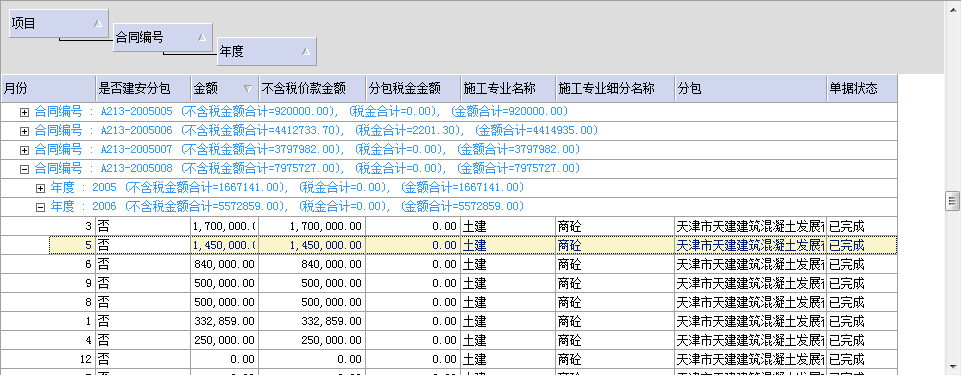 项目
合同编号
年度
月份 是否建安分包 金额 不含税价款金额 分包税金金额 施工专业名称 施工专业细分名称 分包 单据状态
合同编号 : A213-2005005 (不含税金额合计=920000.00), (税金合计=0.00), (金额合计=920000.00)
合同编号 : A213-2005006 (不含税金额合计=4412733.70), (税金合计=2201.30), (金额合计=4414935.00)
合同编号 : A213-2005007 (不含税金额合计=3797982.00), (税金合计=0.00), (金额合计=3797982.00)
合同编号 : A213-2005008 (不含税金额合计=7975727.00), (税金合计=0.00), (金额合计=7975727.00)
年度 : 2005 (不含税金额合计=1667141.00), (税金合计=0.00), (金额合计=1667141.00)
年度 : 2006 (不含税金额合计=5572859.00), (税金合计=0.00), (金额合计=5572859.00)
3 否 1,700,000.0 1,700,000.00 0.00 土建 商砼 天津市天建建筑混凝土发展 已完成
5 否 1,450,000.0 1,450,000.00 0.00 土建 商砼 天津市天建建筑混凝土发展 已完成
6 否 840,000.00 840,000.00 0.00 土建 商砼 天津市天建建筑混凝土发展 已完成
9 否 500,000.00 500,000.00 0.00 土建 商砼 天津市天建建筑混凝土发展 已完成
8 否 500,000.00 500,000.00 0.00 土建 商砼 天津市天建建筑混凝土发展 已完成
1 否 332,859.00 332,859.00 0.00 土建 商砼 天津市天建建筑混凝土发展 已完成
4 否 250,000.00 250,000.00 0.00 土建 商砼 天津市天建建筑混凝土发展 已完成
12 否 0.00 0.00 0.00 土建 商砼 天津市天建建筑混凝土发展 已完成